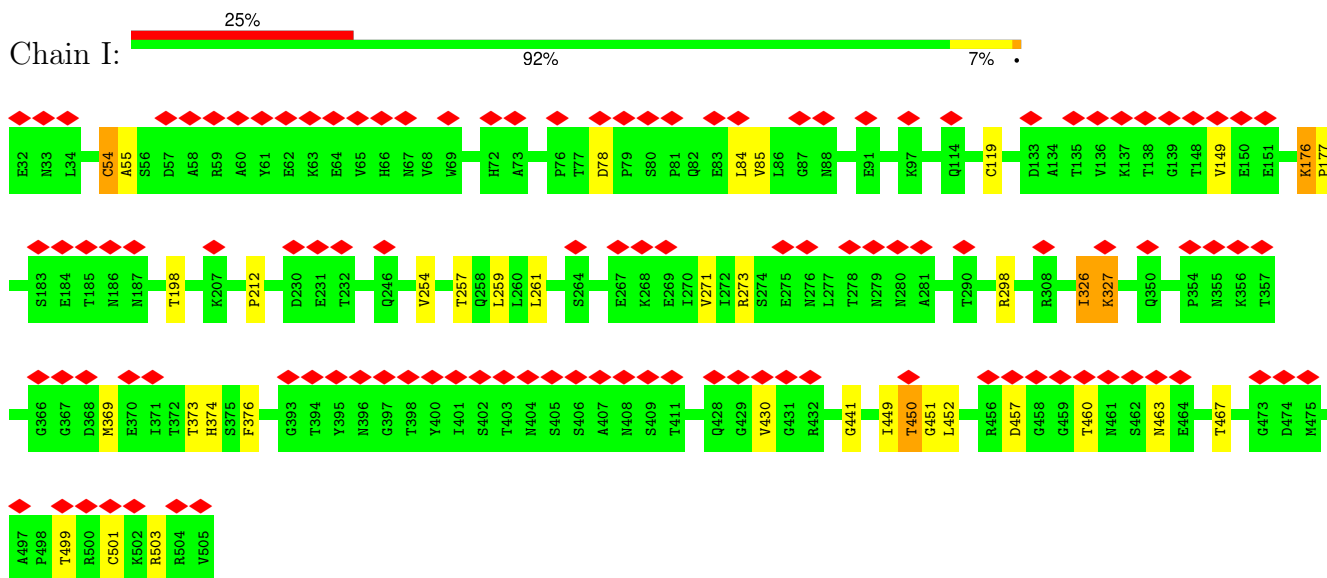 25%
Chain I:
92% 7% •
E32 N33 L34 C54 A55 S56 D57 A58 R59 A60 Y61 E62 K63 E64 V65 H66 N67 V68 W69 H72 A73 P76 T77 D78 P79 S80 P81 Q82 E83 L84 V85 L86 G87 N88 E91 K97 Q114 C119 D133 A134 T135 V136 K137 T138 G139 T148 V149 E150 E151 K176 P177
S183 E184 T185 N186 N187 T198 K207 P212 D230 E231 T232 Q246 V254 T257 Q258 L259 L260 L261 S264 E267 K268 E269 I270 V271 I272 R273 S274 E275 N276 L277 T278 N279 N280 A281 T290 R298 R308 I326 K327 Q350 P354 N355 K356 T357
G366 G367 D368 M369 E370 I371 T372 T373 H374 S375 F376 G393 T394 Y395 N396 G397 T398 Y400 I401 S402 T403 N404 S405 S406 A407 N408 S409 T411 Q428 G429 V430 G431 R432 G441 I449 T450 G451 L452 R456 D457 G458 G459 T460 N461 S462 N463 E464 T467 G473 D474 M475
A497 P498 T499 R500 C501 K502 R503 R504 V505